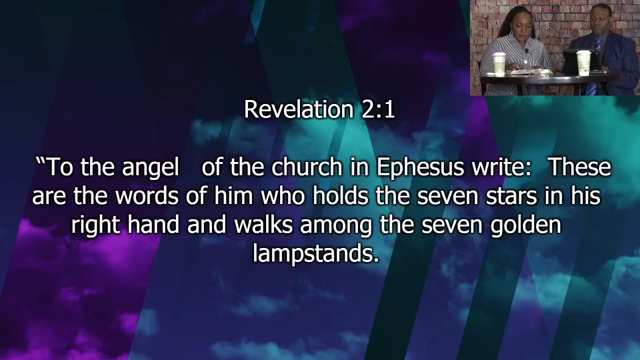 Revelation 2:1
“To the angel of the church in Ephesus write: These
are the words of him who holds the seven stars in his
right hand and walks among the seven golden
lampstands.